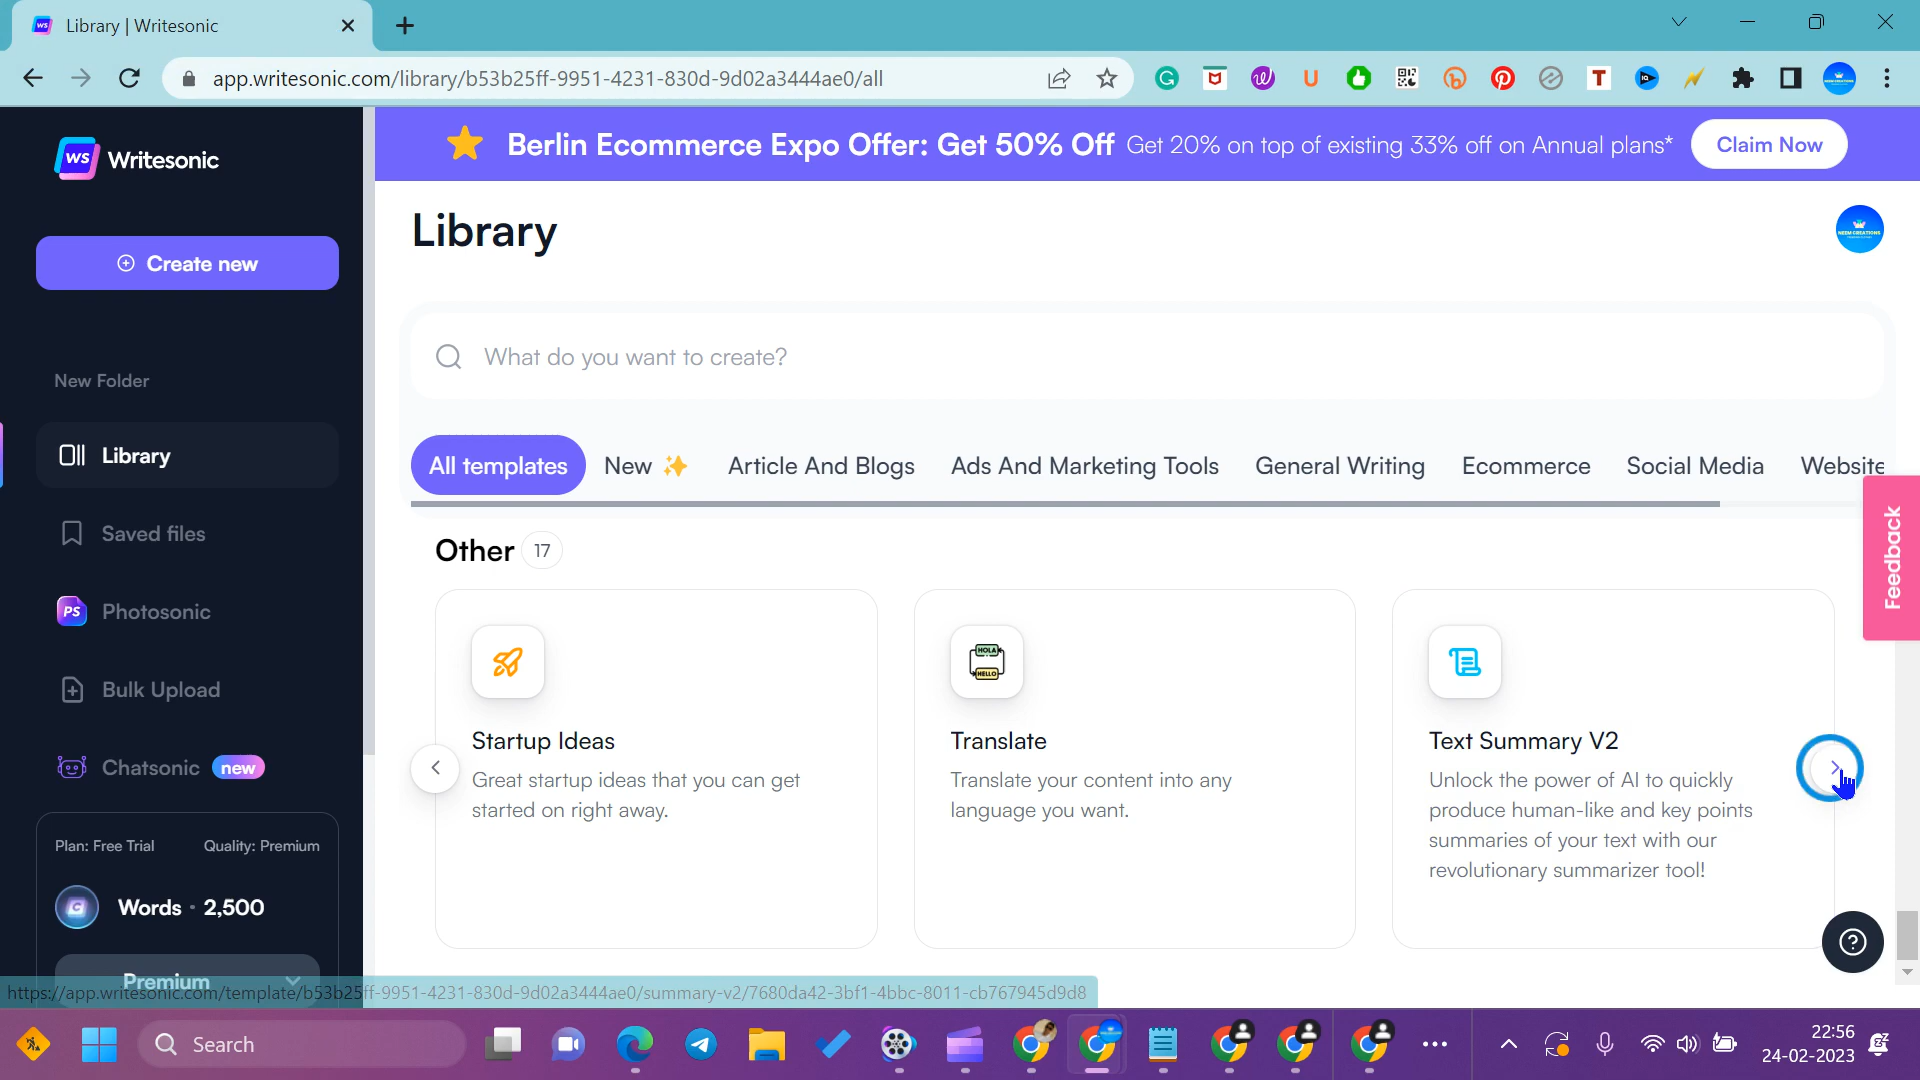 Library | Writesonic
app.writesonic.com/library/b53b25ff-9951-4231-830d-9d02a3444ae0/all
WS Writesonic
Berlin Ecommerce Expo Offer: Get 50% Off Get 20% on top of existing 33% off on Annual plans* Claim Now
Library
Create new
What do you want to create?
New Folder
Library
All templates New Article And Blogs Ads And Marketing Tools General Writing Ecommerce Social Media Website
Feedback
Saved files
Other 17
PS Photosonic
HOLA
HELLO
Bulk Upload
Startup Ideas
Great startup ideas that you can get
started on right away.
Translate
Translate your content into any
language you want.
Text Summary V2
Unlock the power of AI to quickly
produce human-like and key points
summaries of your text with our
revolutionary summarizer tool!
Chatsonic new
Plan: Free Trial Quality: Premium
Words · 2,500
Premium
https://app.writesonic.com/template/b53b25ff-9951-4231-830d-9d02a3444ae0/summary-v2/7680da42-3bf1-4bbc-8011-cb767945d9d8
Search
22:56
24-02-2023